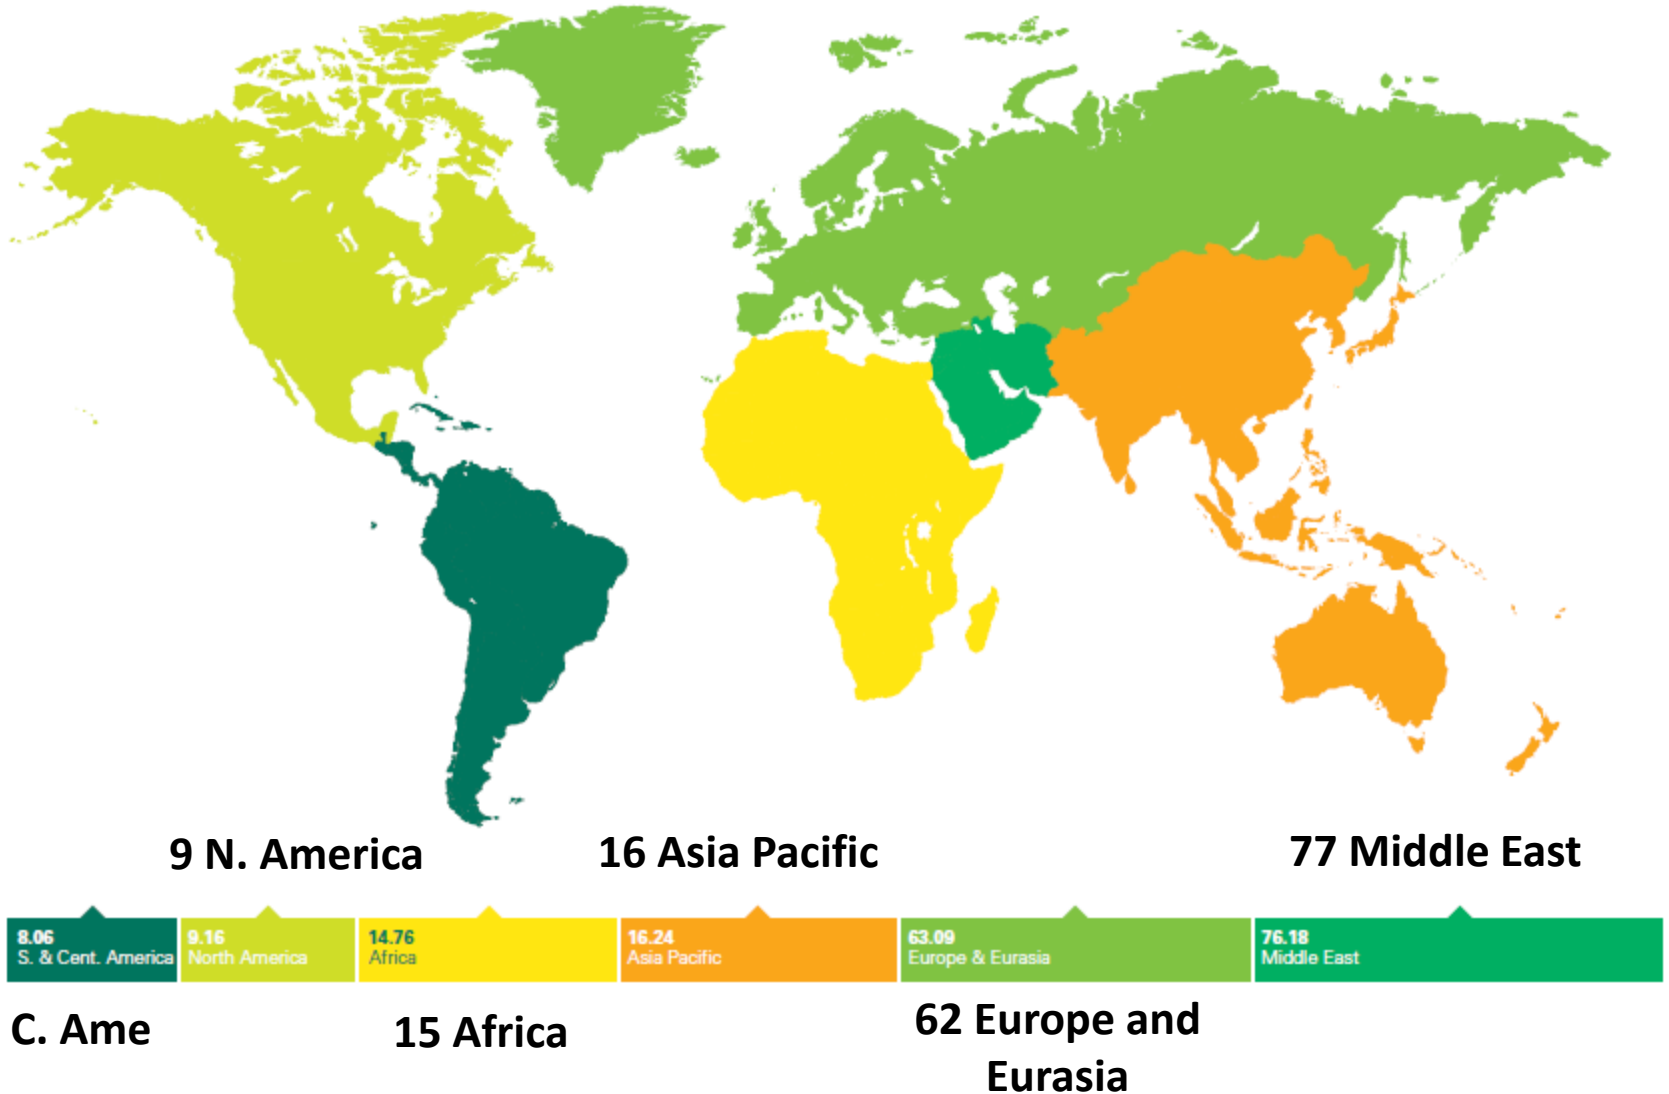 9 N. America
16 Asia Pacific
77 Middle East
8.06
S. & Cent. America
9.16
North America
14.76
Africa
16.24
Asia Pacific
63.09
Europe & Eurasia
76.18
Middle East
C. Ame
15 Africa
62 Europe and
Eurasia